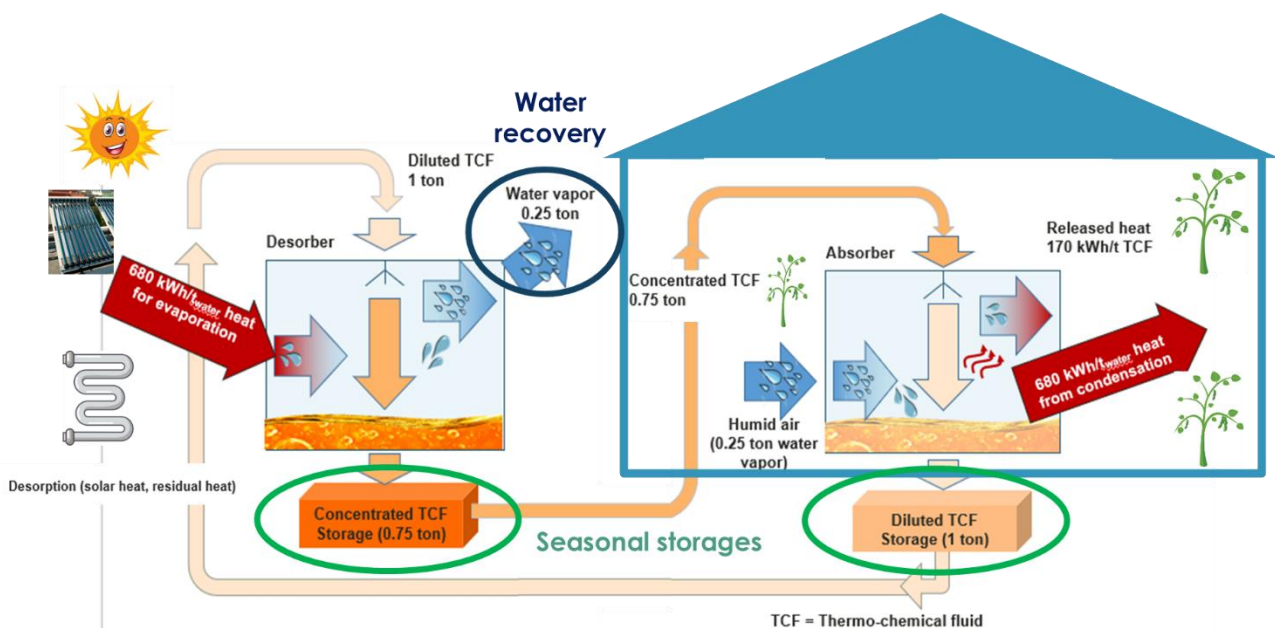 Water
recovery
Diluted TCF
1 ton
Water vapor
0.25 ton
Desorber
680 kWh/twater heat
for evaporation
Desorption (solar heat, residual heat)
Concentrated TCF
Storage (0.75 ton)
Seasonal storages
Concentrated TCF
0.75 ton
Absorber
Released heat
170 kWh/t TCF
Humid air
(0.25 ton water
vapor)
680 kWh/twater heat
from condensation
Diluted TCF
Storage (1 ton)
TCF = Thermo-chemical fluid